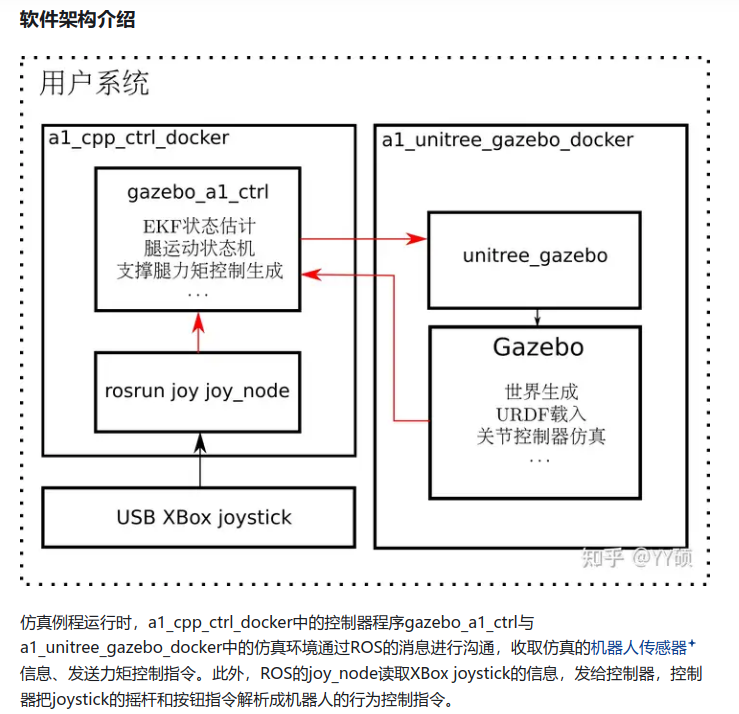 软件架构介绍
用户系统
a1_cpp_ctrl_docker
gazebo_a1_ctrl
EKF状态估计
腿运动状态机
支撑腿力矩控制生成
...
rosrun joy joy_node
USB XBox joystick
a1_unitree_gazebo_docker
unitree_gazebo
Gazebo
世界生成
URDF载入
关节控制器仿真
...
知乎 @YY硕
仿真例程运行时，a1_cpp_ctrl_docker中的控制器程序gazebo_a1_ctrl与
a1_unitree_gazebo_docker中的仿真环境通过ROS的消息进行沟通，收取仿真的机器人传感器
信息、发送力矩控制指令。此外，ROS的joy_node读取XBox joystick的信息，发给控制器，控制
器把joystick的摇杆和按钮指令解析成机器人的行为控制指令。